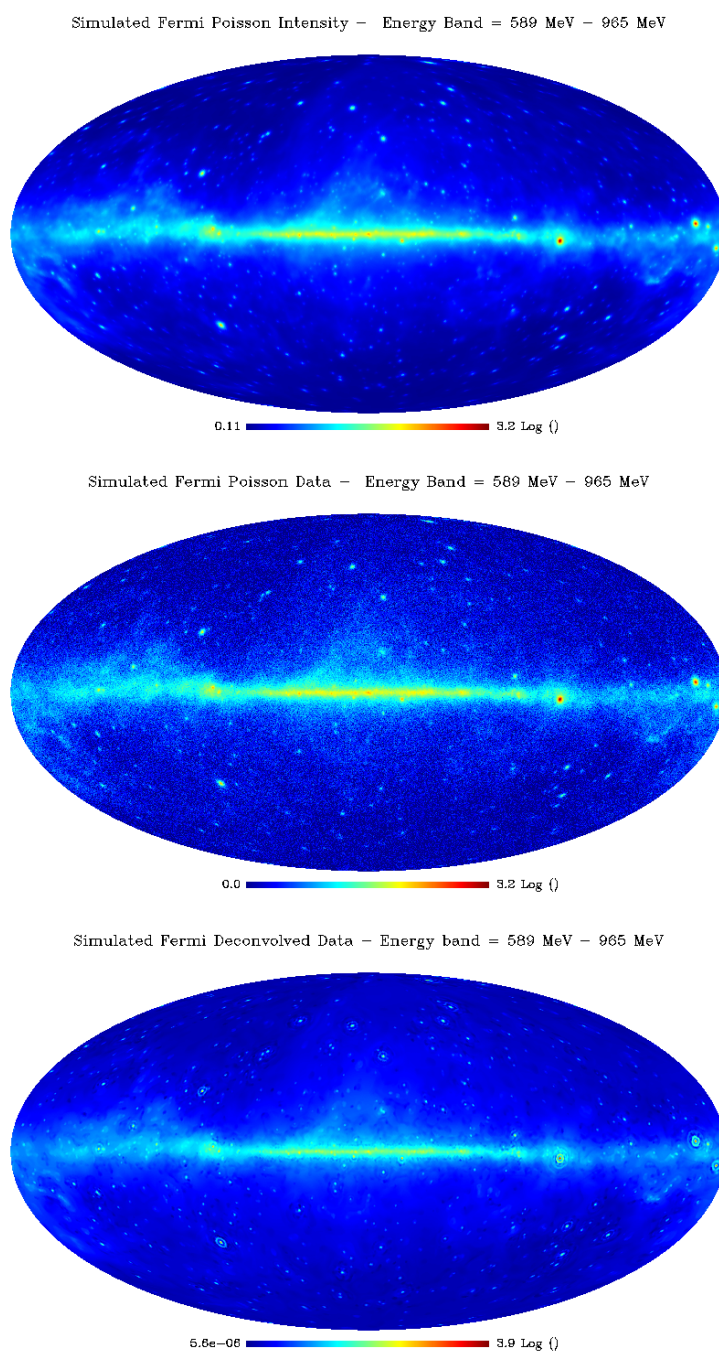 Simulated Fermi Poisson Intensity - Energy Band = 589 MeV - 965 MeV
0.11 3.2 Log ()
Simulated Fermi Poisson Data - Energy Band = 589 MeV - 965 MeV
0.0 3.2 Log ()
Simulated Fermi Deconvolved Data - Energy band = 589 MeV - 965 MeV
5.6e-06 3.9 Log ()